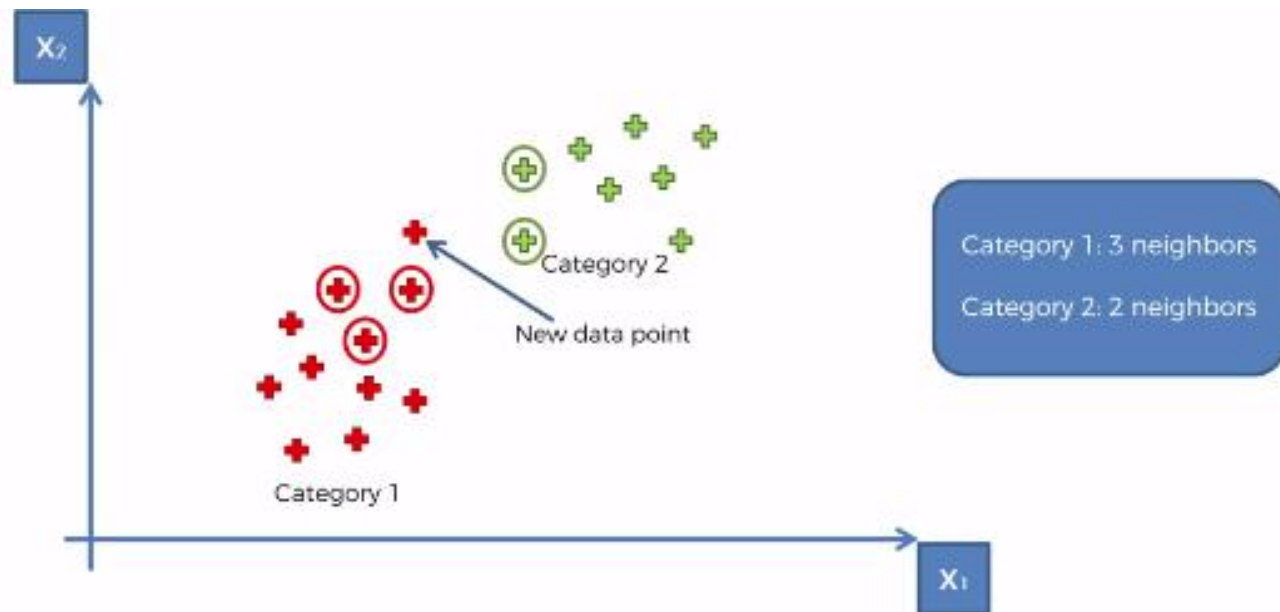 X₂
Category 2
New data point
Category 1
Category 1: 3 neighbors
Category 2: 2 neighbors
X₁